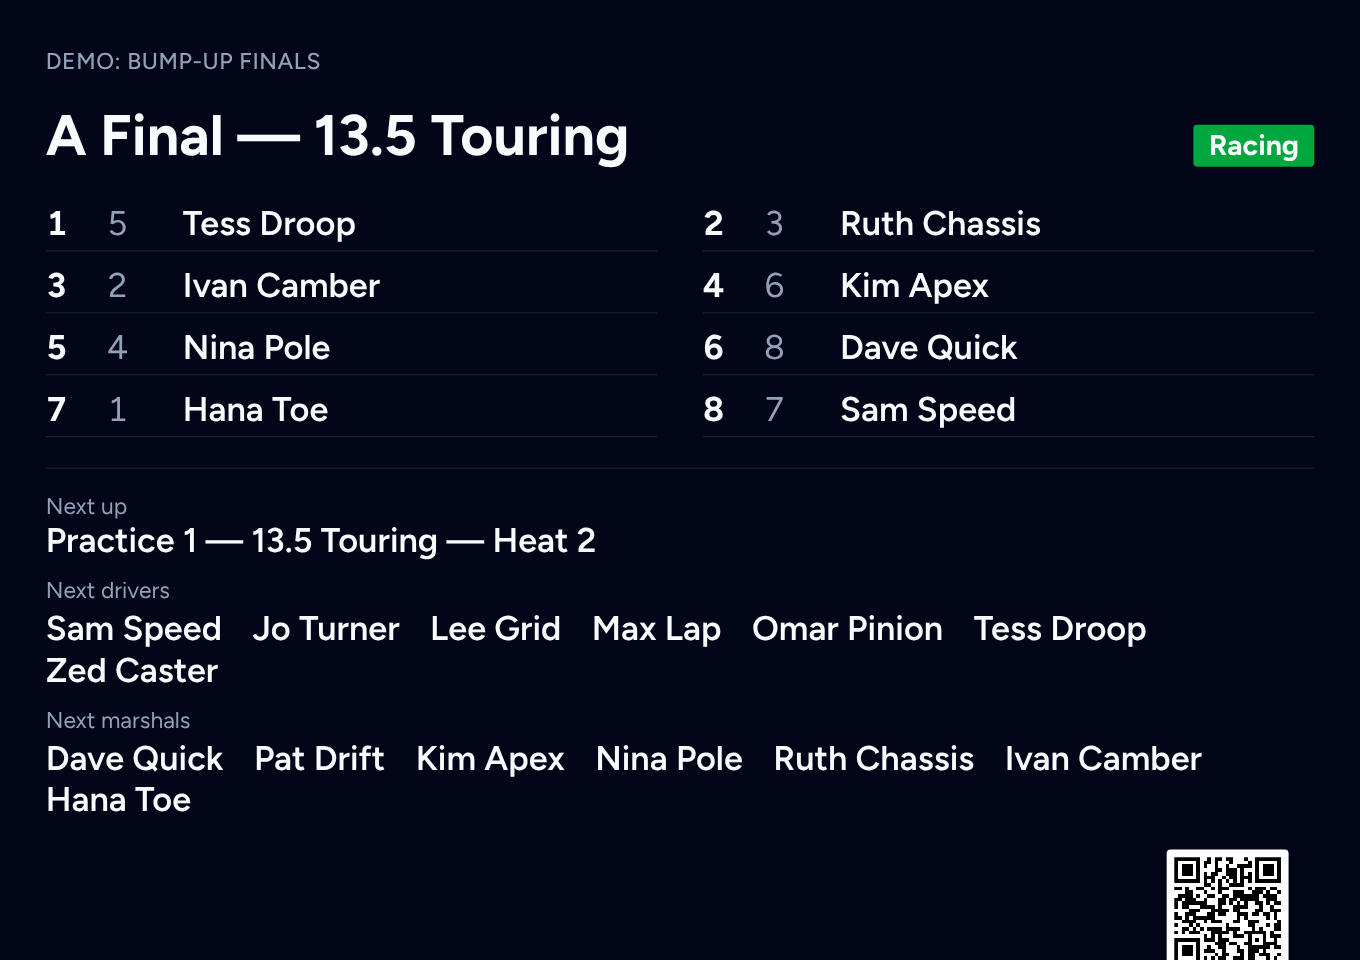 DEMO: BUMP-UP FINALS
A Final — 13.5 Touring
Racing
1 5 Tess Droop
2 3 Ruth Chassis
3 2 Ivan Camber
4 6 Kim Apex
5 4 Nina Pole
6 8 Dave Quick
7 1 Hana Toe
8 7 Sam Speed
Next up
Practice 1 — 13.5 Touring — Heat 2
Next drivers
Sam Speed Jo Turner Lee Grid Max Lap Omar Pinion Tess Droop
Zed Caster
Next marshals
Dave Quick Pat Drift Kim Apex Nina Pole Ruth Chassis Ivan Camber
Hana Toe